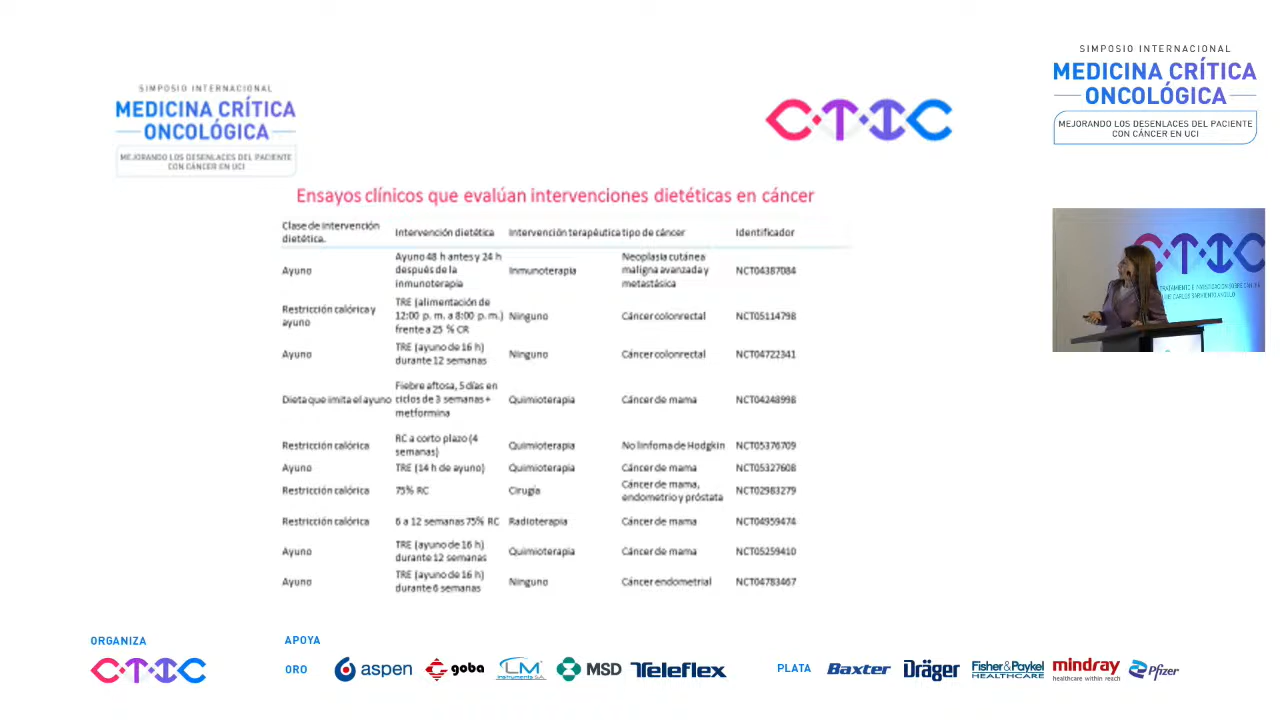 SIMPOSIO INTERNACIONAL
MEDICINA CRÍTICA
ONCOLÓGICA
MEJORANDO LOS DESENLACES DEL PACIENTE
CON CÁNCER EN UCI
CTIC
SIMPOSIO INTERNACIONAL
MEDICINA CRÍTICA
ONCOLÓGICA
MEJORANDO LOS DESENLACES DEL PACIENTE
CON CÁNCER EN UCI
Ensayos clínicos que evalúan intervenciones dietéticas en cáncer
Clase de intervención
dietética.
Intervención dietética
Intervención terapéutica
tipo de cáncer
Identificador
Ayuno
Ayuno 48 h antes y 24 h
después de la
inmunoterapia
Inmunoterapia
Neoplasia cutánea
maligna avanzada y
metastásica
NCT04387084
Restricción calórica y
ayuno
TRE (alimentación de
12:00 p. m. a 8:00 p. m.)
frente a 25 % CR
Ninguno
Cáncer colonrectal
NCT05114798
Ayuno
TRE (ayuno de 16 h)
durante 12 semanas
Ninguno
Cáncer colonrectal
NCT04722341
Dieta que imita el ayuno
Fiebre aftosa, 5 días en
ciclos de 3 semanas +
metformina
Quimioterapia
Cáncer de mama
NCT04248998
Restricción calórica
RC a corto plazo (4
semanas)
Quimioterapia
No linfoma de Hodgkin
NCT05376709
Ayuno
TRE (14 h de ayuno)
Quimioterapia
Cáncer de mama
NCT05327608
Restricción calórica
75% RC
Cirugía
Cáncer de mama,
endometrio y próstata
NCT02983279
Restricción calórica
6 a 12 semanas 75% RC
Radioterapia
Cáncer de mama
NCT04959474
Ayuno
TRE (ayuno de 16 h)
durante 12 semanas
Quimioterapia
Cáncer de mama
NCT05259410
Ayuno
TRE (ayuno de 16 h)
durante 6 semanas
Ninguno
Cáncer endometrial
NCT04783467
CTIC
ORGANIZA
CTIC
APOYA
ORO
aspen
goba
LM
Instruments S.A.
MSD
Teleflex
PLATA
Baxter
Dräger
Fisher & Paykel
HEALTHCARE
mindray
healthcare within reach
Pfizer